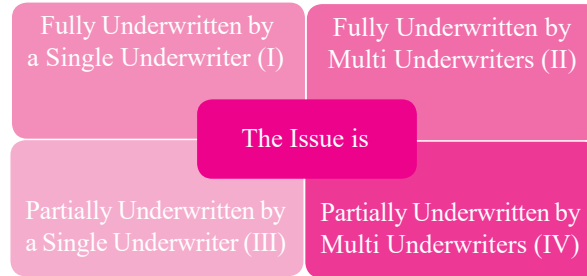 Fully Underwritten by
a Single Underwriter (I)
Fully Underwritten by
Multi Underwriters (II)
The Issue is
Partially Underwritten by
a Single Underwriter (III)
Partially Underwritten by
Multi Underwriters (IV)